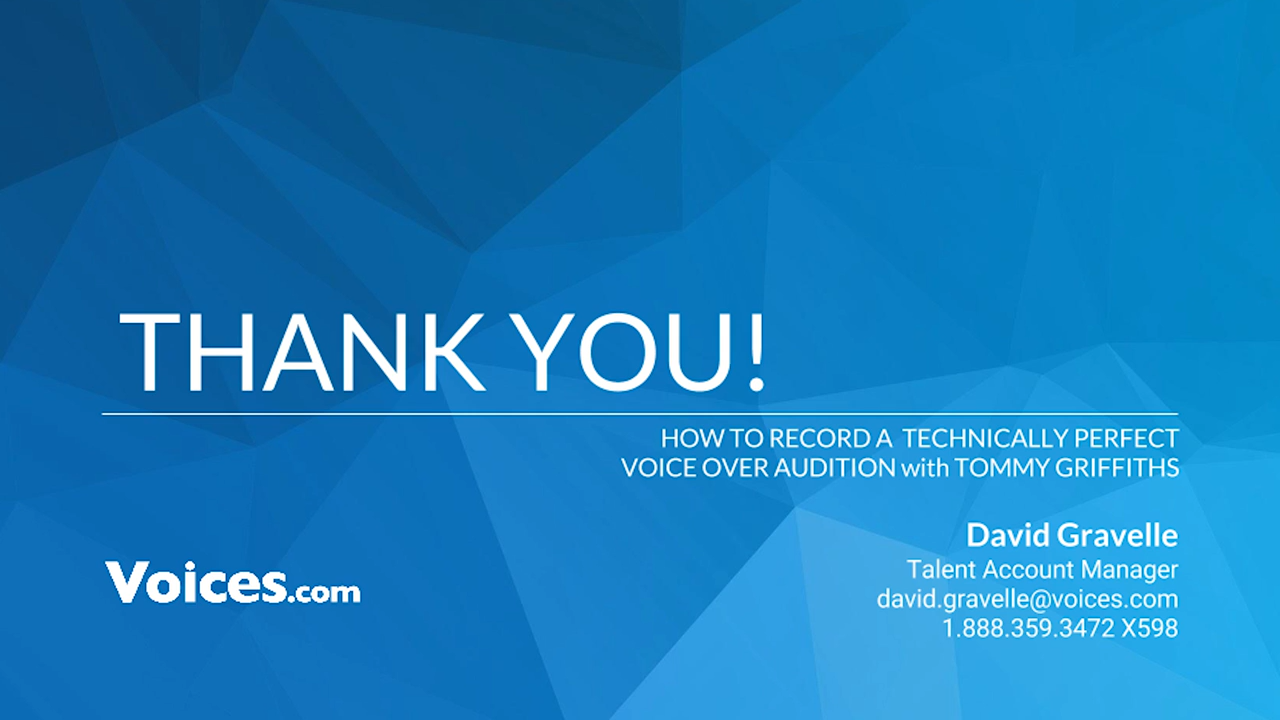 THANK YOU!
HOW TO RECORD A TECHNICALLY PERFECT
VOICE OVER AUDITION with TOMMY GRIFFITHS
David Gravelle
Talent Account Manager
david.gravelle@voices.com
1.888.359.3472 X598
Voices.com